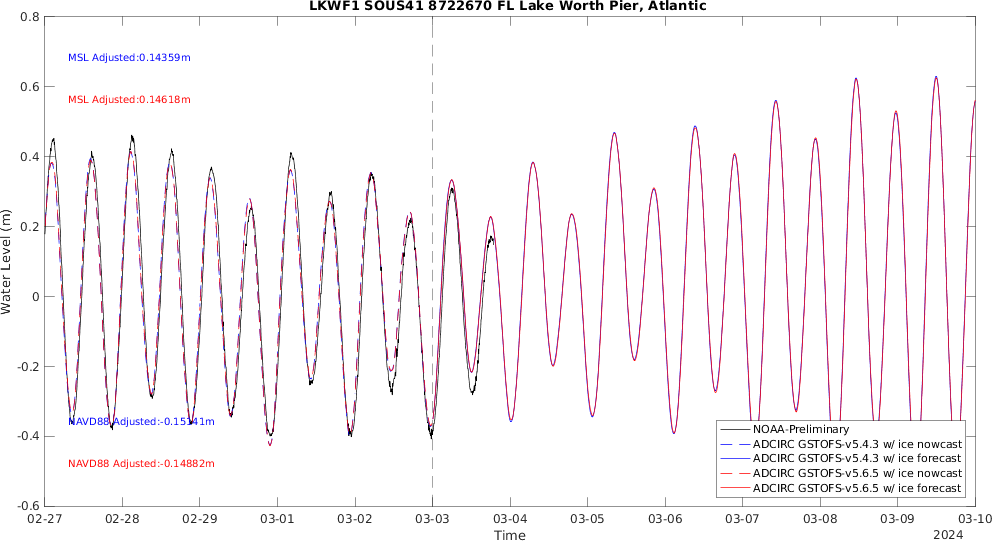 LKWF1 SOUS41 8722670 FL Lake Worth Pier, Atlantic
Water Level (m)
0.8
0.6
0.4
0.2
0
-0.2
-0.4
-0.6
MSL Adjusted:0.14359m
MSL Adjusted:0.14618m
NAVD88 Adjusted:-0.15141m
NAVD88 Adjusted:-0.14882m
NOAA-Preliminary
ADCIRC GSTOFS-v5.4.3 w/ ice nowcast
ADCIRC GSTOFS-v5.4.3 w/ ice forecast
ADCIRC GSTOFS-v5.6.5 w/ ice nowcast
ADCIRC GSTOFS-v5.6.5 w/ ice forecast
02-27 02-28 02-29 03-01 03-02 03-03 03-04 03-05 03-06 03-07 03-08 03-09 03-10
Time
2024